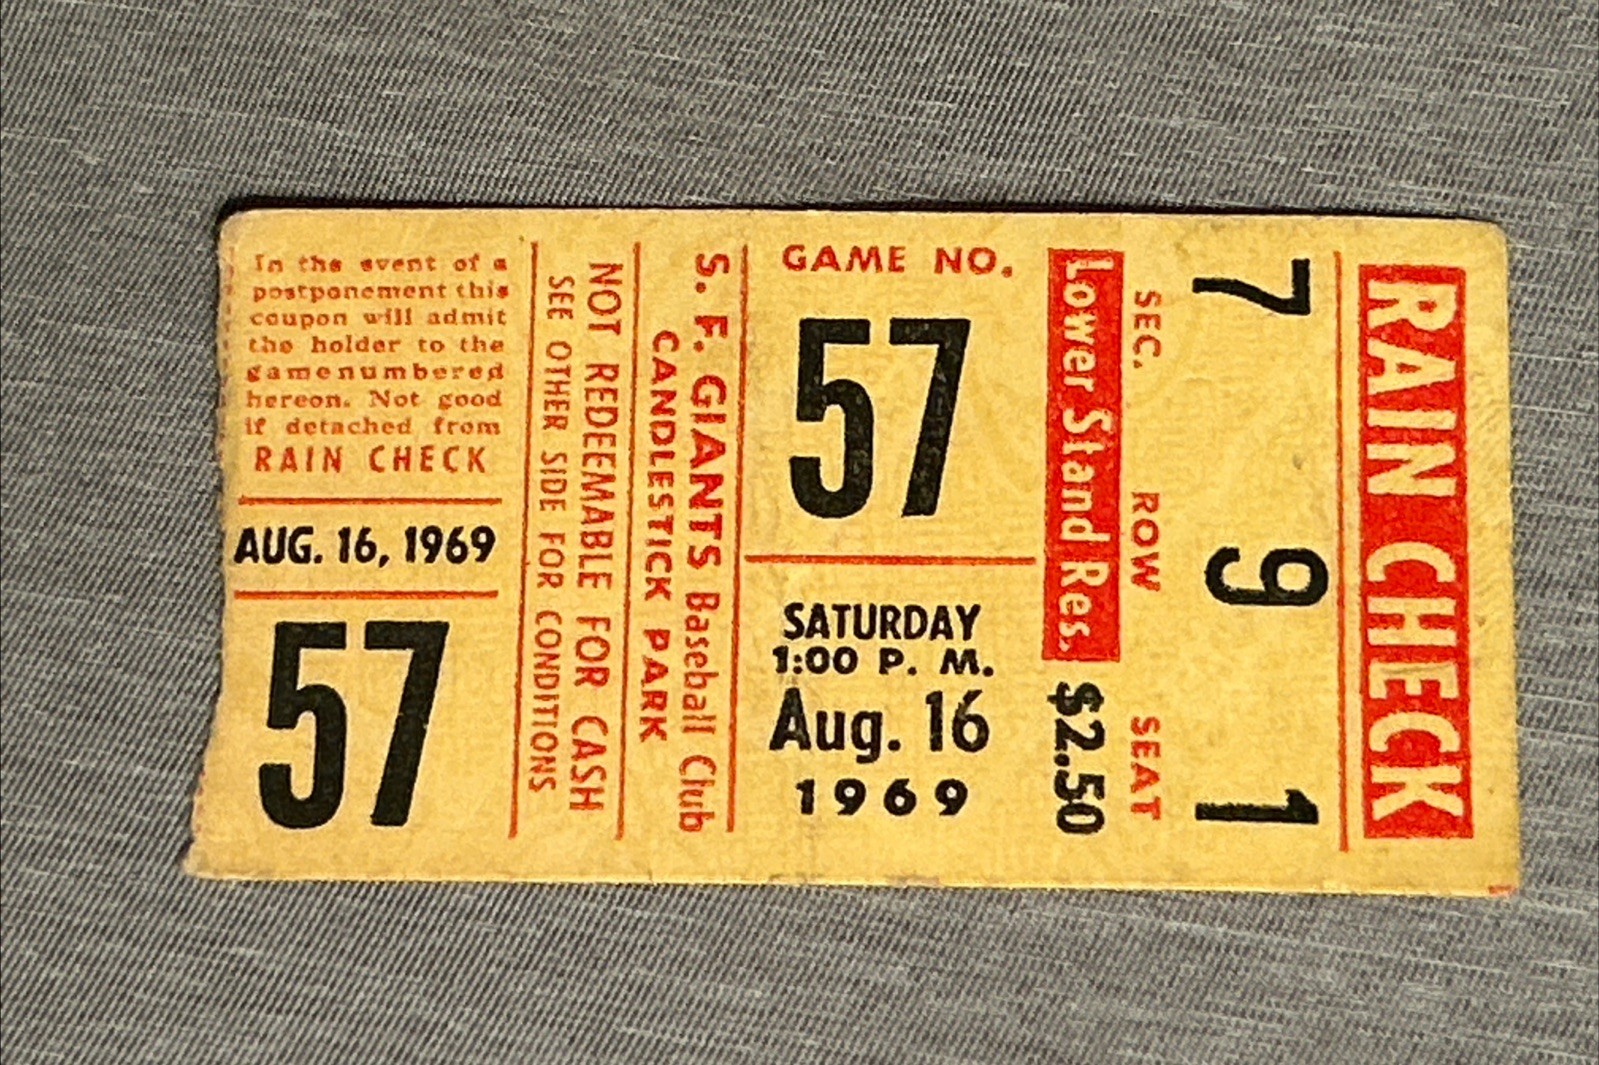 In the event of a
postponement this
coupon will admit
the holder to the
gamenumbered
hereon. Not good
if detached from
RAIN CHECK
AUG. 16, 1969
57
NOT REDEEMABLE FOR CASH
SEE OTHER SIDE FOR CONDITIONS
S. F. GIANTS Baseball Club
CANDLESTICK PARK
GAME NO.
57
SATURDAY
1:00 P. M.
Aug. 16
1969
Lower Stand Res. $2.50
SEC. ROW SEAT
7 9 1
RAIN CHECK